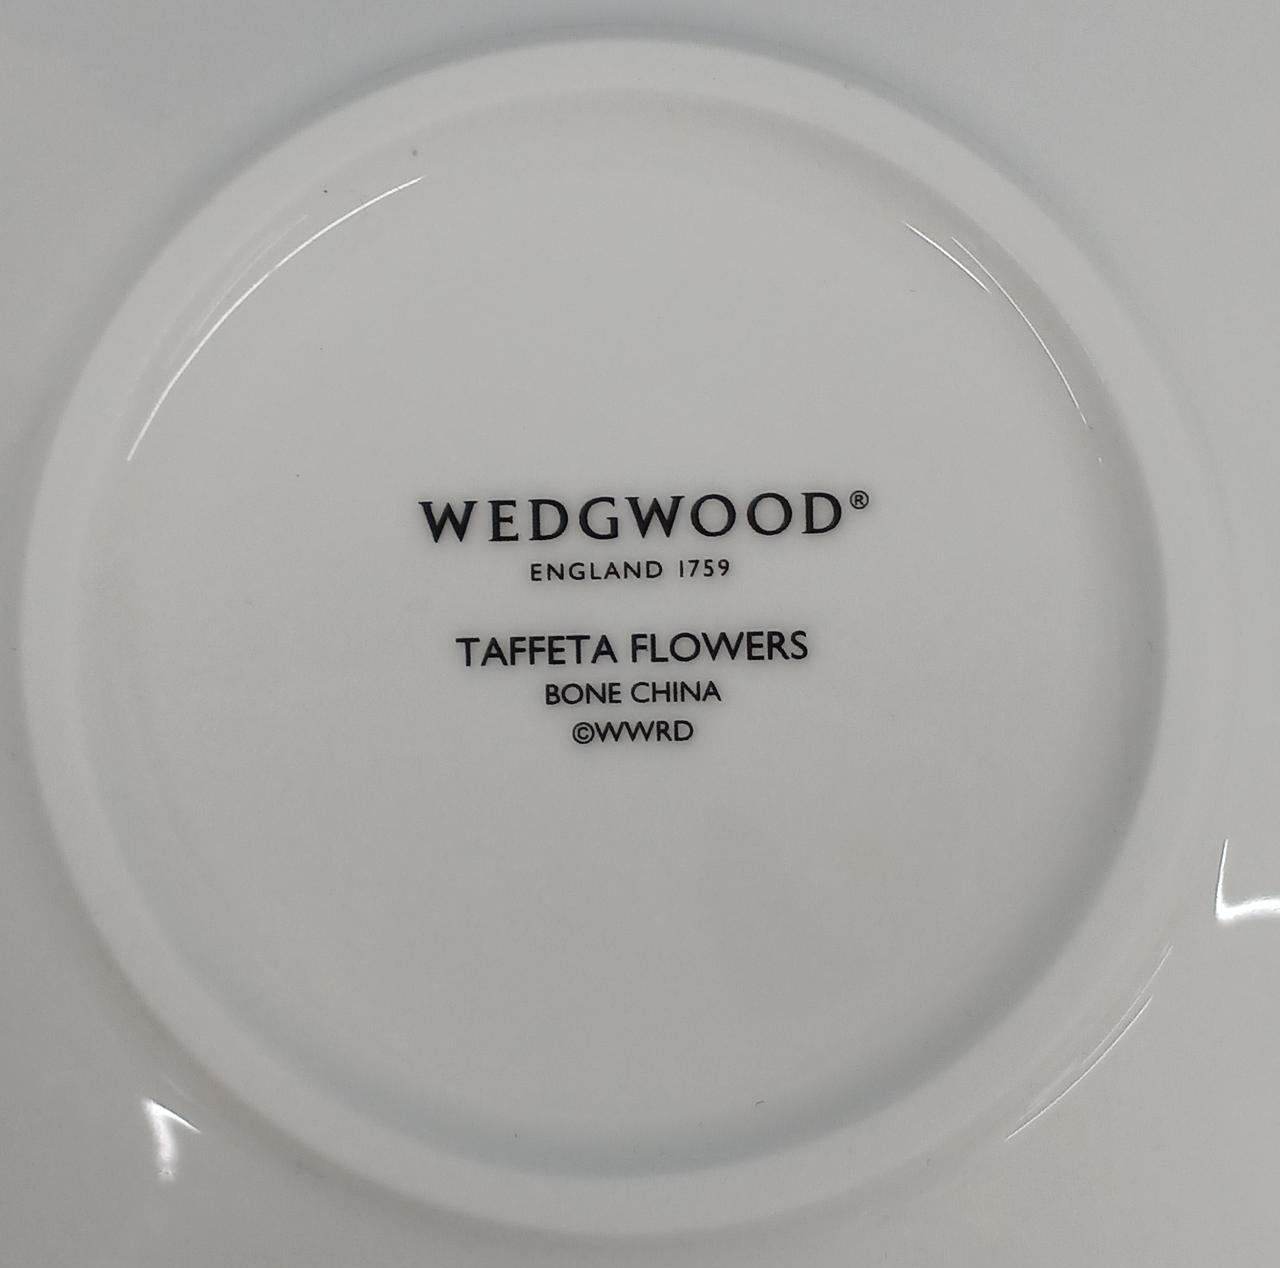 WEDGWOOD®
ENGLAND 1759
TAFFETA FLOWERS
BONE CHINA
©WWRD